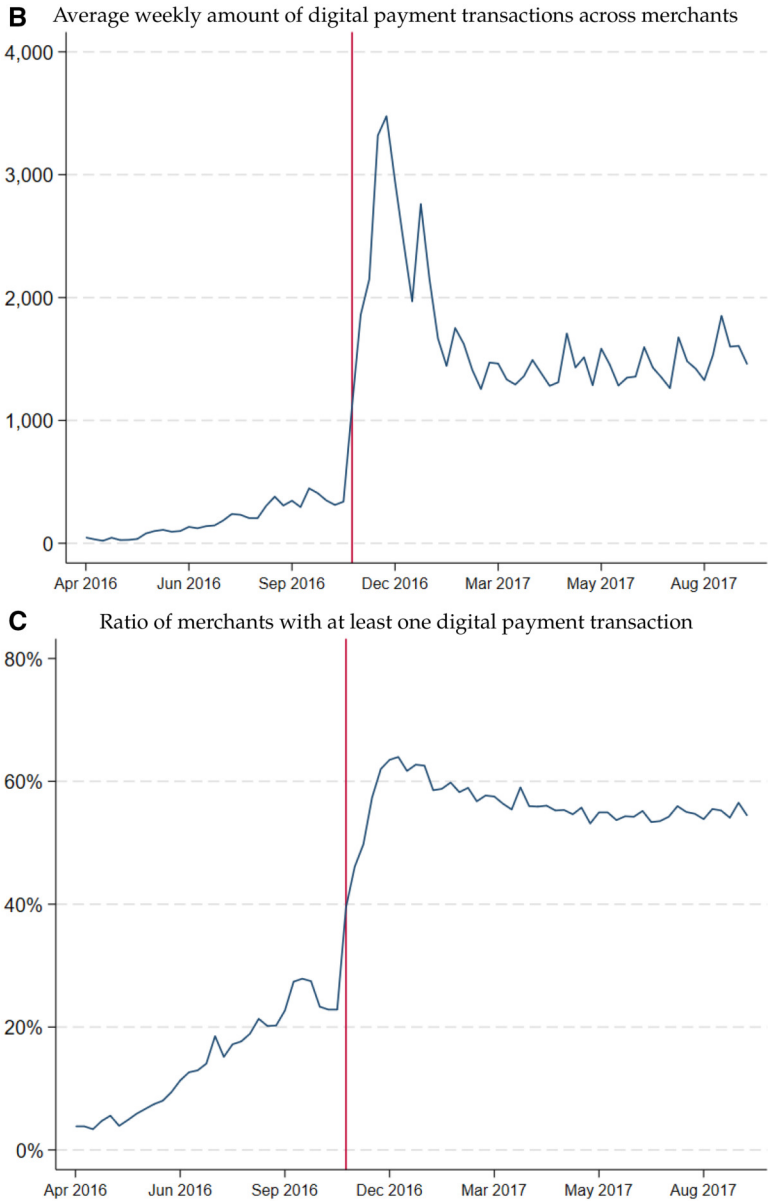 B Average weekly amount of digital payment transactions across merchants
4,000
3,000
2,000
1,000
0
Apr 2016 Jun 2016 Sep 2016 Dec 2016 Mar 2017 May 2017 Aug 2017
C Ratio of merchants with at least one digital payment transaction
80%
60%
40%
20%
0%
Apr 2016 Jun 2016 Sep 2016 Dec 2016 Mar 2017 May 2017 Aug 2017